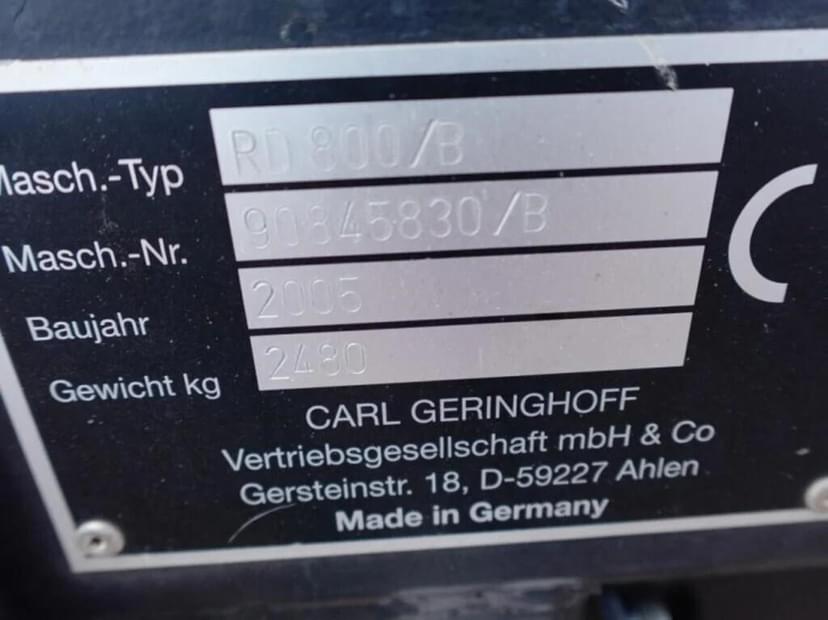 Masch.-Typ RD 800/B
Masch.-Nr. 90845830/B
Baujahr 2005
Gewicht kg 2480
CARL GERINGHOFF
Vertriebsgesellschaft mbH & Co
Gersteinstr. 18, D-59227 Ahlen
Made in Germany